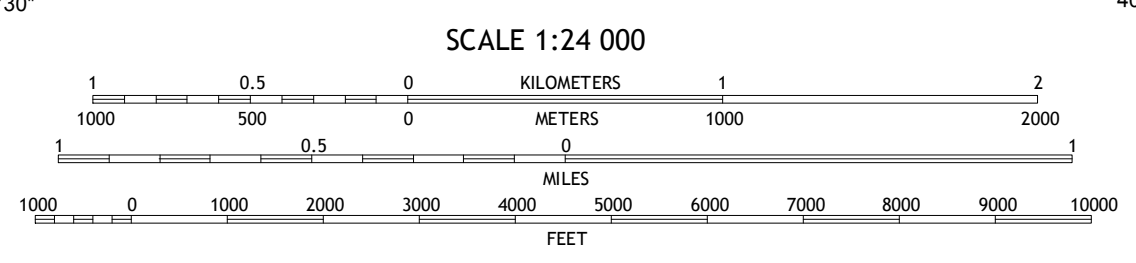 30"
SCALE 1:24 000
1 0.5 0 KILOMETERS 1 2
1000 500 0 METERS 1000 2000
1 0.5 0 1
MILES
1000 0 1000 2000 3000 4000 5000 6000 7000 8000 9000 10000
FEET